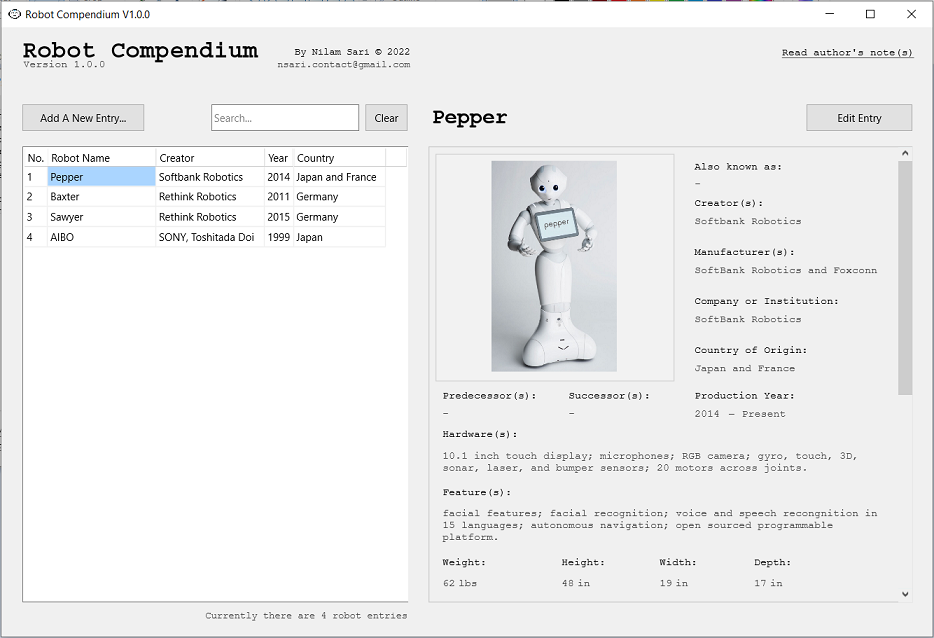 Robot Compendium V1.0.0
Robot Compendium
Version 1.0.0
By Nilam Sari © 2022
nsari.contact@gmail.com
Read author's note(s)
Add A New Entry...
Search...
Clear
Pepper
Edit Entry
No. Robot Name Creator Year Country
1 Pepper Softbank Robotics 2014 Japan and France
2 Baxter Rethink Robotics 2011 Germany
3 Sawyer Rethink Robotics 2015 Germany
4 AIBO SONY, Toshitada Doi 1999 Japan
Currently there are 4 robot entries
pepper
Also known as:
-
Creator(s):
Softbank Robotics
Manufacturer(s):
SoftBank Robotics and Foxconn
Company or Institution:
SoftBank Robotics
Country of Origin:
Japan and France
Predecessor(s): Successor(s): Production Year:
- - 2014 - Present
Hardware(s):
10.1 inch touch display; microphones; RGB camera; gyro, touch, 3D,
sonar, laser, and bumper sensors; 20 motors across joints.
Feature(s):
facial features; facial recognition; voice and speech recongnition in
15 languages; autonomous navigation; open sourced programmable
platform.
Weight: Height: Width: Depth:
62 lbs 48 in 19 in 17 in